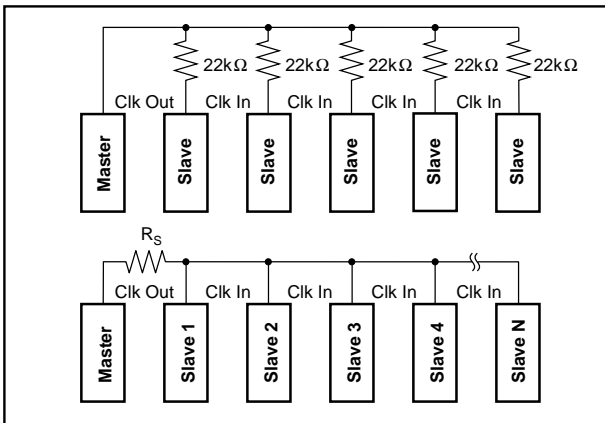 22kΩ 22kΩ 22kΩ 22kΩ 22kΩ
Clk Out Clk In Clk In Clk In Clk In
Master Slave Slave Slave Slave Slave
R_S
Clk Out Clk In Clk In Clk In Clk In
Master Slave 1 Slave 2 Slave 3 Slave 4 Slave N